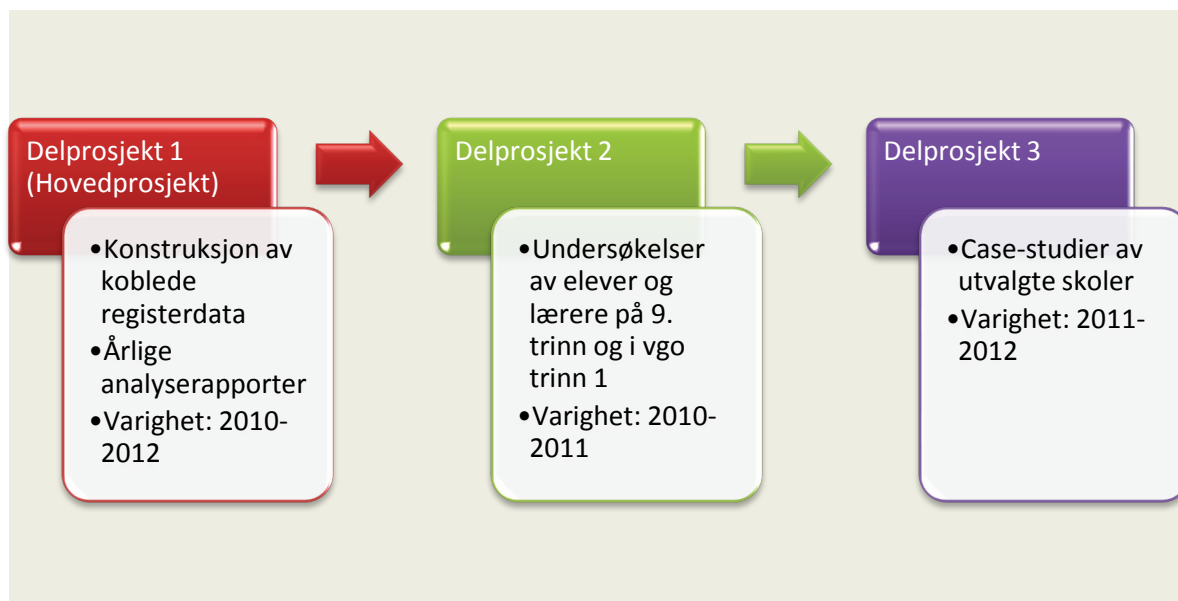 Delprosjekt 1
(Hovedprosjekt)
•Konstruksjon av
koblede
registerdata
•Årlige
analyserapporter
•Varighet: 2010-
2012
Delprosjekt 2
•Undersøkelser
av elever og
lærere på 9.
trinn og i vgo
trinn 1
•Varighet: 2010-
2011
Delprosjekt 3
•Case-studier av
utvalgte skoler
•Varighet: 2011-
2012